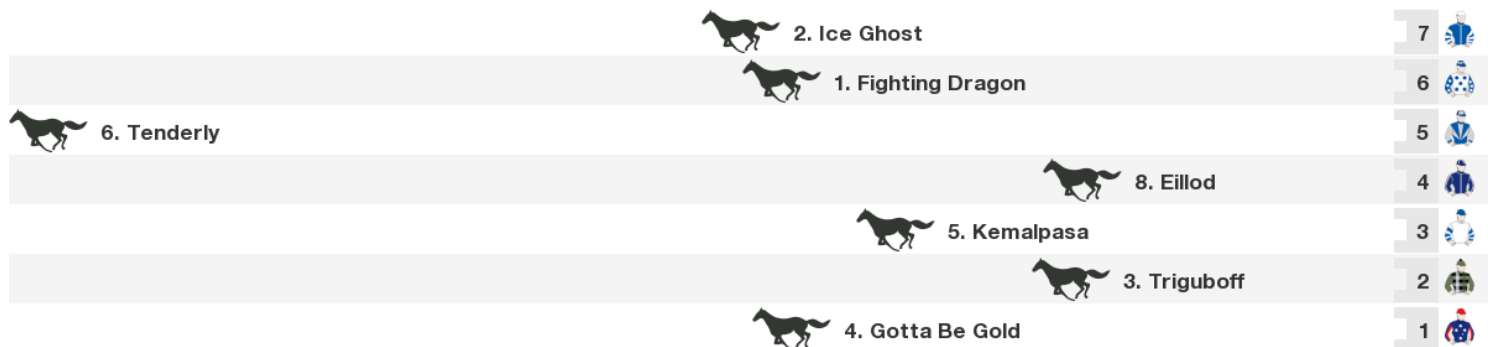 2. Ice Ghost 7
1. Fighting Dragon 6
6. Tenderly 5
8. Eillod 4
5. Kemalpasa 3
3. Triguboff 2
4. Gotta Be Gold 1